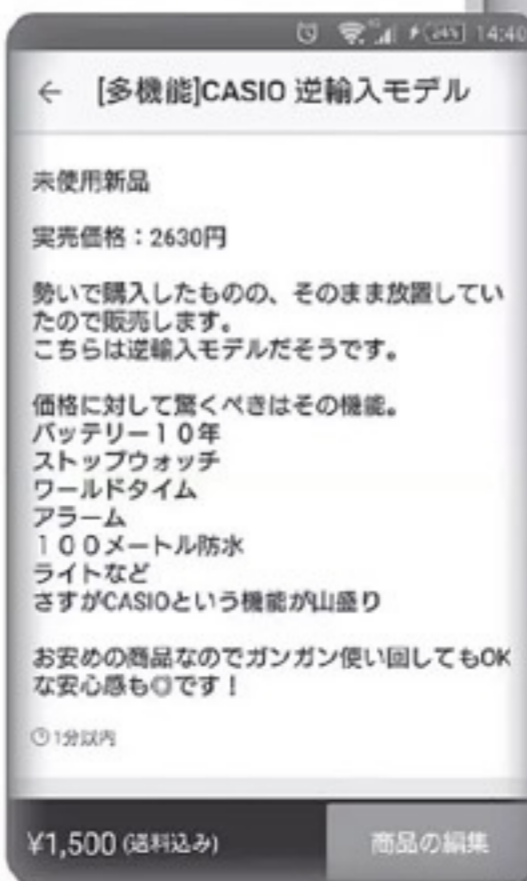 14:40
← [多機能]CASIO 逆輸入モデル
未使用新品
実売価格：2630円
勢いで購入したものの、そのまま放置してい
たので販売します。
こちらは逆輸入モデルだそうです。
価格に対して驚くべきはその機能。
バッテリー１０年
ストップウォッチ
ワールドタイム
アラーム
１００メートル防水
ライトなど
さすがCASIOという機能が山盛り
お安めの商品なのでガンガン使い回してもOK
な安心感も◎です！
1分以内
¥1,500 (送料込み)
商品の編集